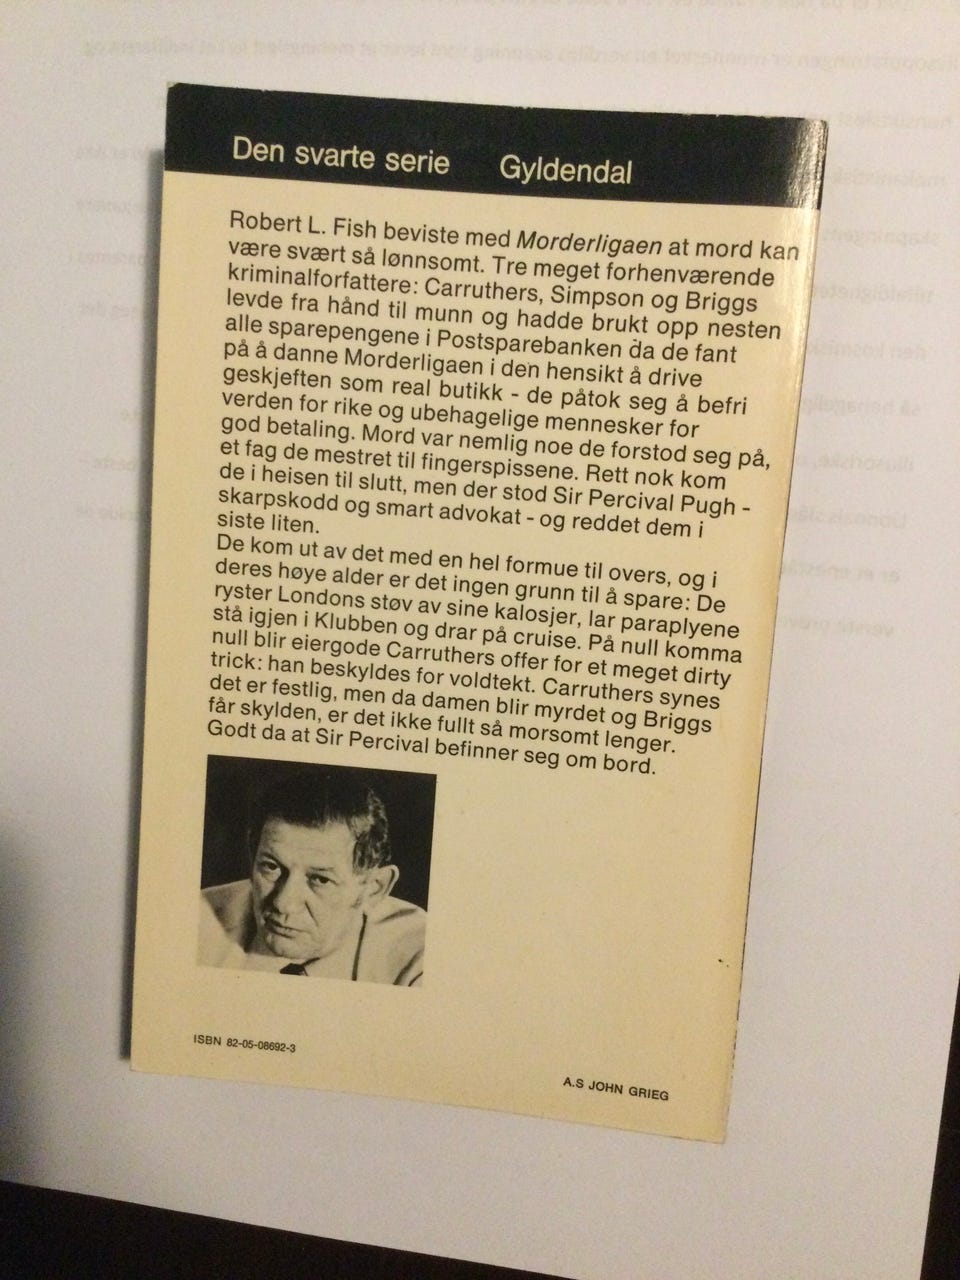 Den svarte serie Gyldendal
Robert L. Fish beviste med Morderligaen at mord kan
være svært så lønnsomt. Tre meget forhenværende
kriminalforfattere: Carruthers, Simpson og Briggs
levde fra hånd til munn og hadde brukt opp nesten
alle sparepengene i Postsparebanken da de fant
på å danne Morderligaen i den hensikt å drive
geskjeften som real butikk - de påtok seg å befri
verden for rike og ubehagelige mennesker for
god betaling. Mord var nemlig noe de forstod seg på,
et fag de mestret til fingerspissene. Rett nok kom
de i heisen til slutt, men der stod Sir Percival Pugh -
skarpskodd og smart advokat - og reddet dem i
siste liten.
De kom ut av det med en hel formue til overs, og i
deres høye alder er det ingen grunn til å spare: De
ryster Londons støv av sine kalosjer, lar paraplyene
stå igjen i Klubben og drar på cruise. På null komma
null blir eiergode Carruthers offer for et meget dirty
trick: han beskyldes for voldtekt. Carruthers synes
det er festlig, men da damen blir myrdet og Briggs
får skylden, er det ikke fullt så morsomt lenger.
Godt da at Sir Percival befinner seg om bord.
ISBN 82-05-08692-3
A.S JOHN GRIEG